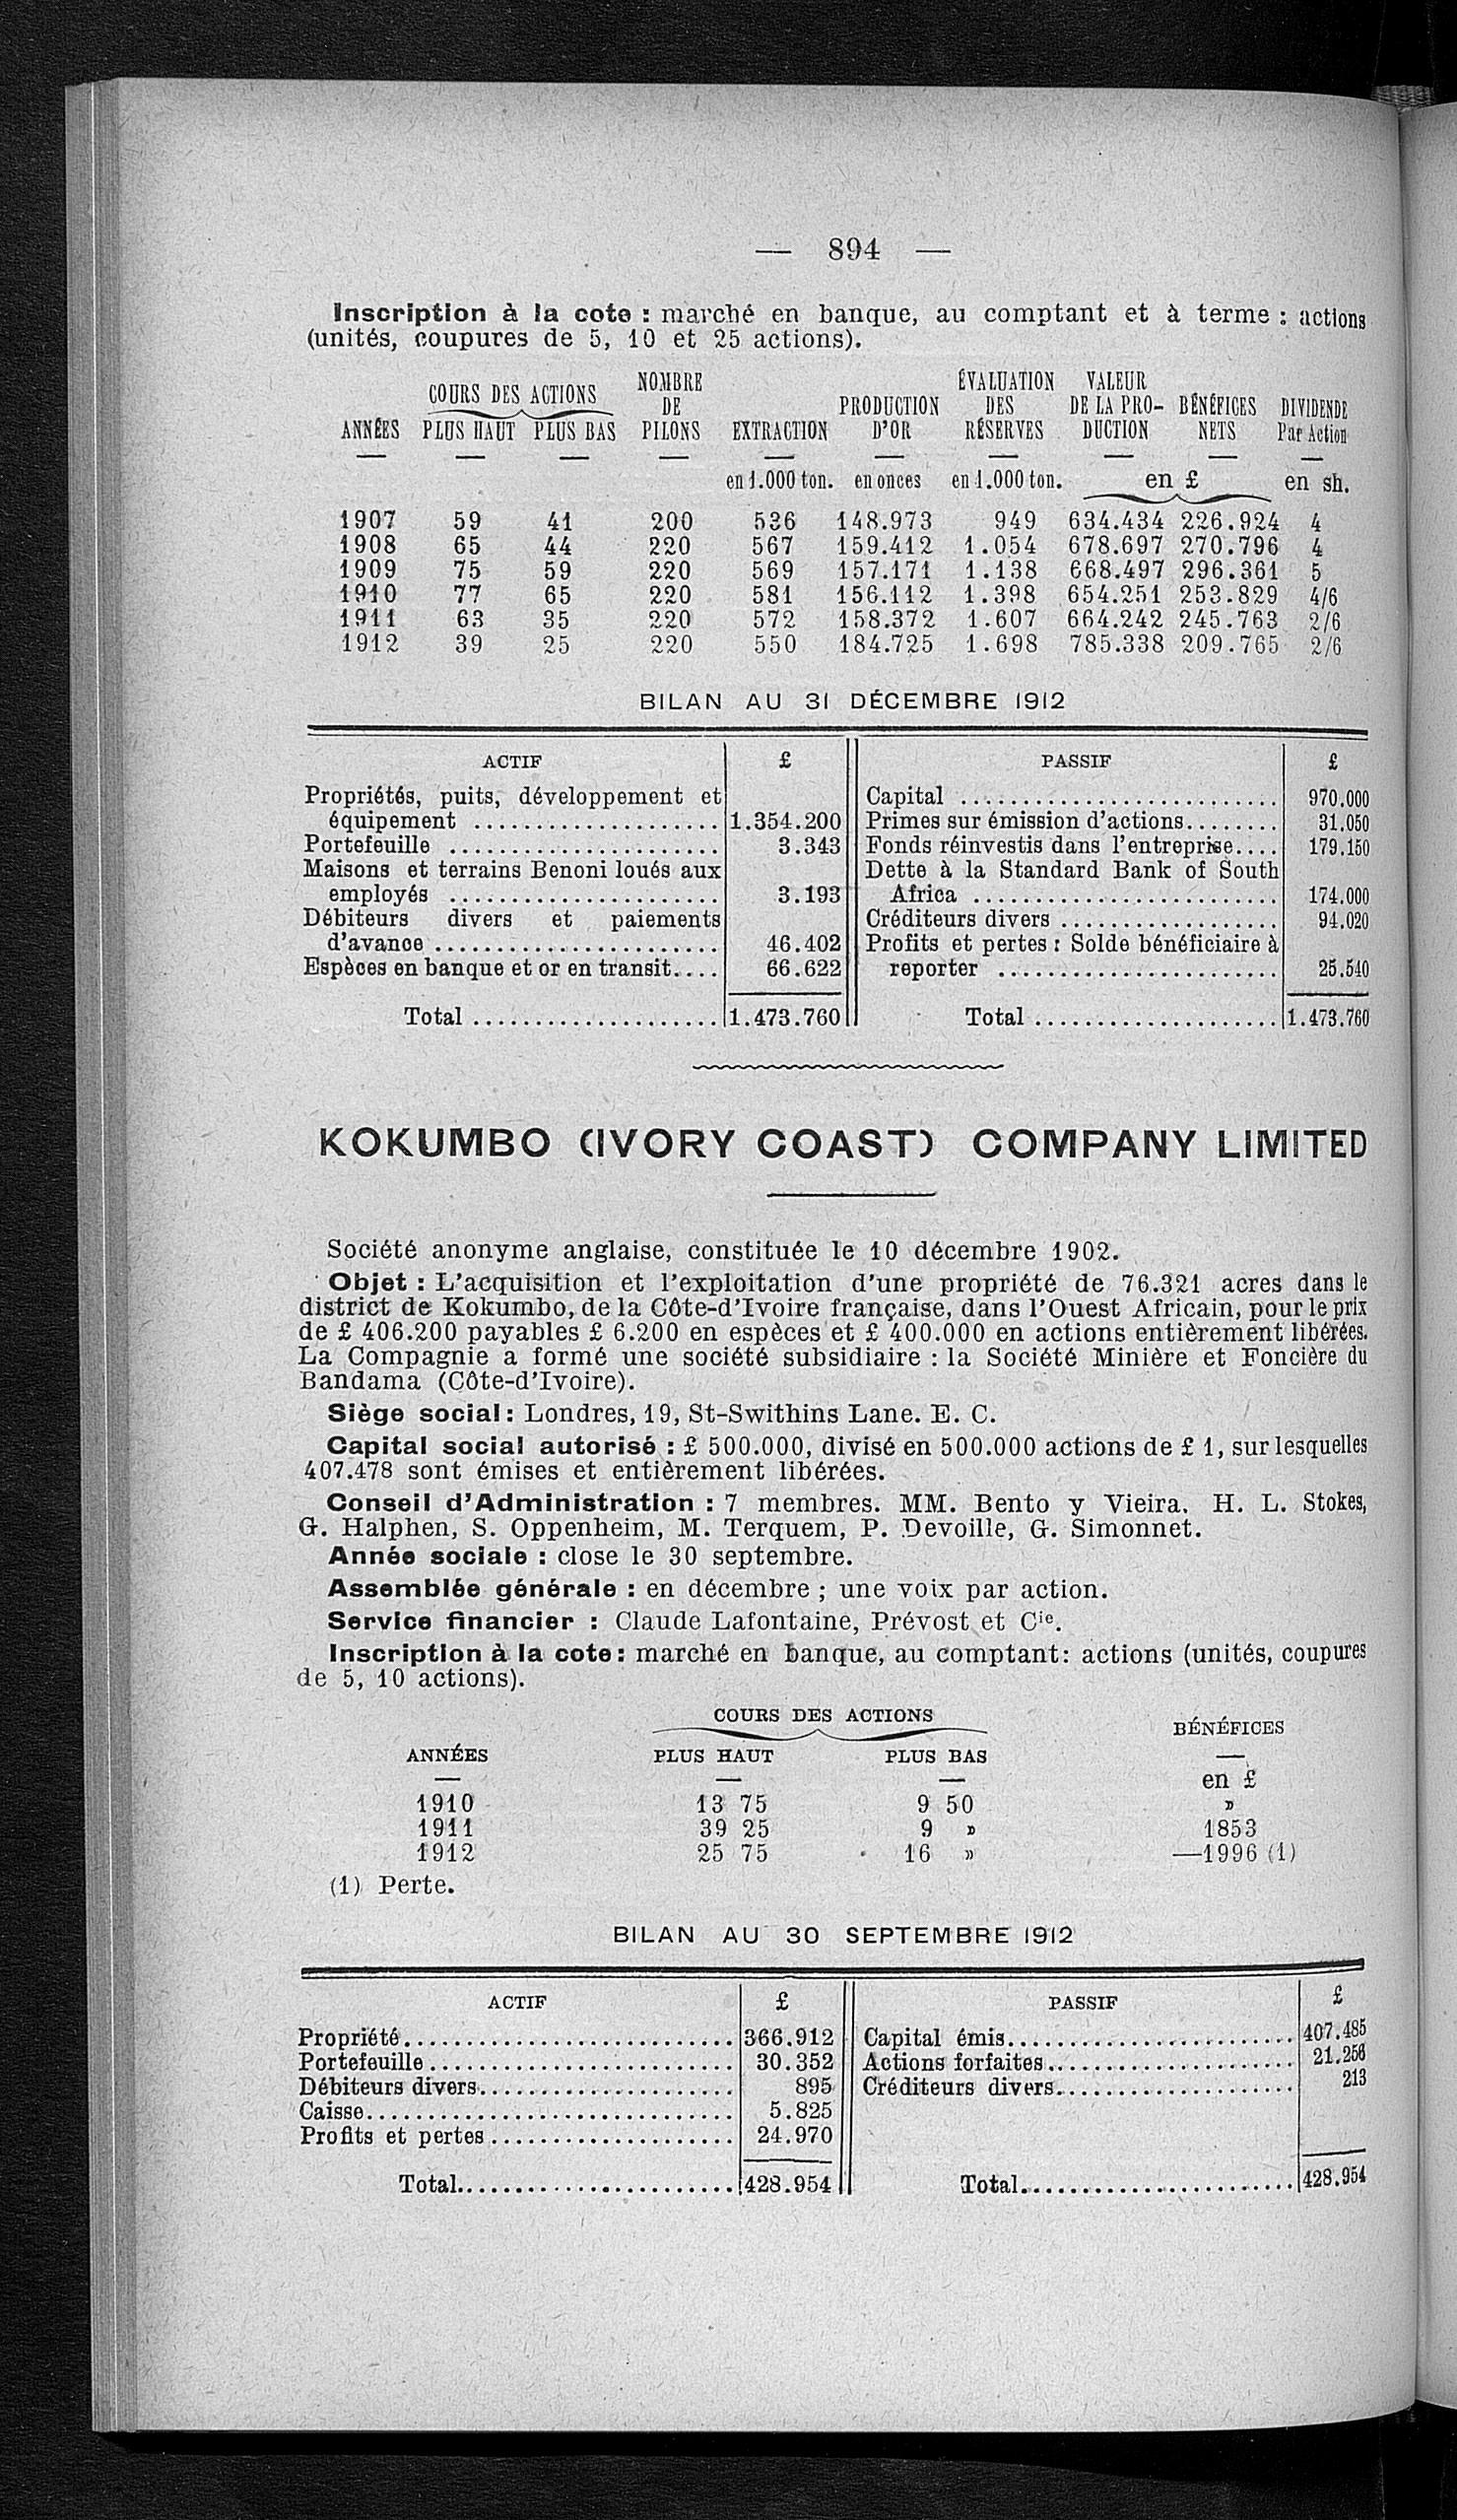 — 894 —
Inscription à la cote : marché en banque, au comptant et à terme : actions
(unités, coupures de 5, 10 et 25 actions).
COURS DES ACTIONS NOMBRE DE PILONS EXTRACTION PRODUCTION D'OR ÉVALUATION DES RÉSERVES VALEUR DE LA PRO- DUCTION BÉNÉFICES NETS DIVIDENDE Par Action
ANNÉES PLUS HAUT PLUS BAS
en 1.000 ton. en onces en 1.000 ton. en £ en sh.
1907 59 41 200 536 148.973 949 634.434 226.924 4
1908 65 44 220 567 159.412 1.054 678.697 270.796 4
1909 75 59 220 569 157.171 1.138 668.497 296.361 5
1910 77 65 220 581 156.112 1.398 654.251 253.829 4/6
1911 63 35 220 572 158.372 1.607 664.242 245.763 2/6
1912 39 25 220 550 184.725 1.698 785.338 209.765 2/6
BILAN AU 31 DÉCEMBRE 1912
ACTIF £ PASSIF £
Propriétés, puits, développement et Capital .......................... 970.000
équipement .................... 1.354.200 Primes sur émission d'actions........ 31.050
Portefeuille ...................... 3.343 Fonds réinvestis dans l'entreprise.... 179.150
Maisons et terrains Benoni loués aux Dette à la Standard Bank of South
employés ...................... 3.193 Africa ......................... 174.000
Débiteurs divers et paiements Créditeurs divers .................. 94.020
d'avance ....................... 46.402 Profits et pertes : Solde bénéficiaire à
Espèces en banque et or en transit.... 66.622 reporter ....................... 25.540
Total .................... 1.473.760 Total .................... 1.473.760
KOKUMBO (IVORY COAST) COMPANY LIMITED
Société anonyme anglaise, constituée le 10 décembre 1902.
Objet : L'acquisition et l'exploitation d'une propriété de 76.321 acres dans le
district de Kokumbo, de la Côte-d'Ivoire française, dans l'Ouest Africain, pour le prix
de £ 406.200 payables £ 6.200 en espèces et £ 400.000 en actions entièrement libérées.
La Compagnie a formé une société subsidiaire : la Société Minière et Foncière du
Bandama (Côte-d'Ivoire).
Siège social : Londres, 19, St-Swithins Lane. E. C.
Capital social autorisé : £ 500.000, divisé en 500.000 actions de £ 1, sur lesquelles
407.478 sont émises et entièrement libérées.
Conseil d'Administration : 7 membres. MM. Bento y Vieira. H. L. Stokes,
G. Halphen, S. Oppenheim, M. Terquem, P. Devoille, G. Simonnet.
Année sociale : close le 30 septembre.
Assemblée générale : en décembre ; une voix par action.
Service financier : Claude Lafontaine, Prévost et Cie.
Inscription à la cote : marché en banque, au comptant : actions (unités, coupures
de 5, 10 actions).
COURS DES ACTIONS BÉNÉFICES
ANNÉES PLUS HAUT PLUS BAS
en £
1910 13 75 9 50 »
1911 39 25 9 » 1853
1912 25 75 16 » —1996 (1)
(1) Perte.
BILAN AU 30 SEPTEMBRE 1912
ACTIF £ PASSIF £
Propriété........................... 366.912 Capital émis........................ 407.485
Portefeuille......................... 30.352 Actions forfaites.................... 21.256
Débiteurs divers..................... 895 Créditeurs divers................... 213
Caisse.............................. 5.825
Profits et pertes.................... 24.970
Total....................... 428.954 Total....................... 428.954